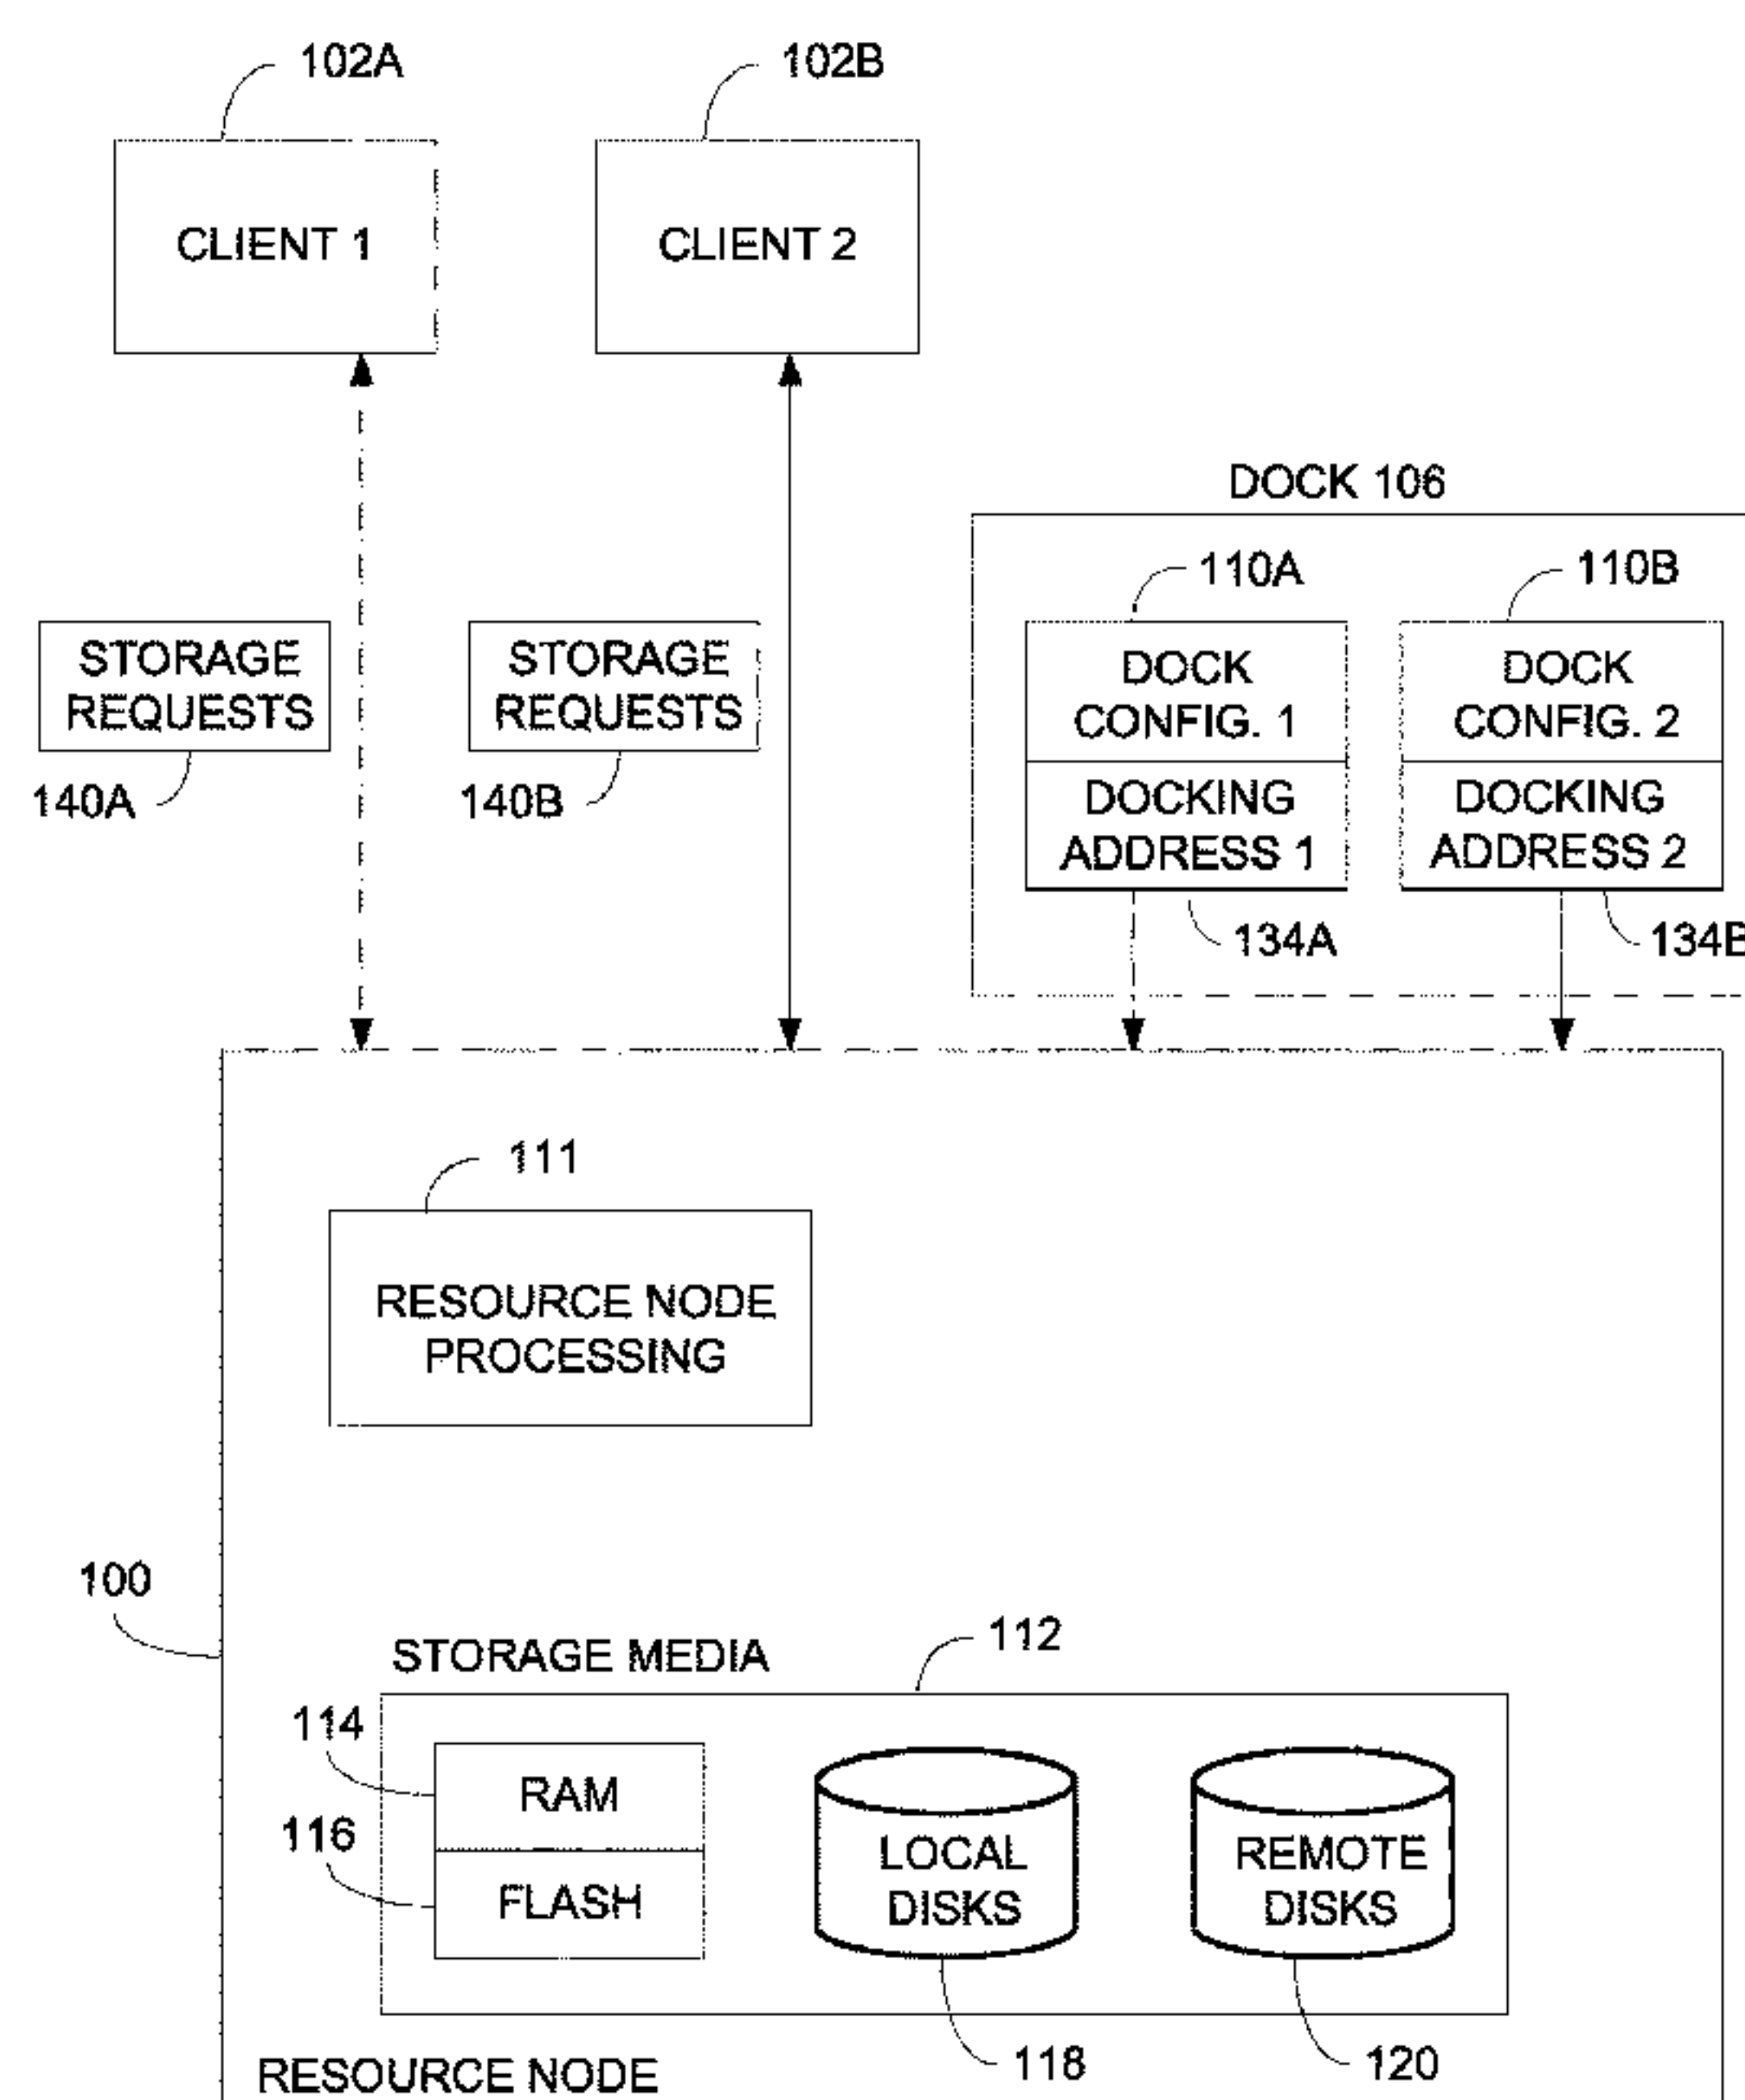 102A
102B
CLIENT 1
CLIENT 2
DOCK 106
110A
110B
STORAGE
REQUESTS
STORAGE
REQUESTS
DOCK
CONFIG. 1
DOCK
CONFIG. 2
140A
140B
DOCKING
ADDRESS 1
DOCKING
ADDRESS 2
134A
134B
111
RESOURCE NODE
PROCESSING
100
STORAGE MEDIA
112
114
RAM
116
FLASH
LOCAL
DISKS
REMOTE
DISKS
118
120
RESOURCE NODE